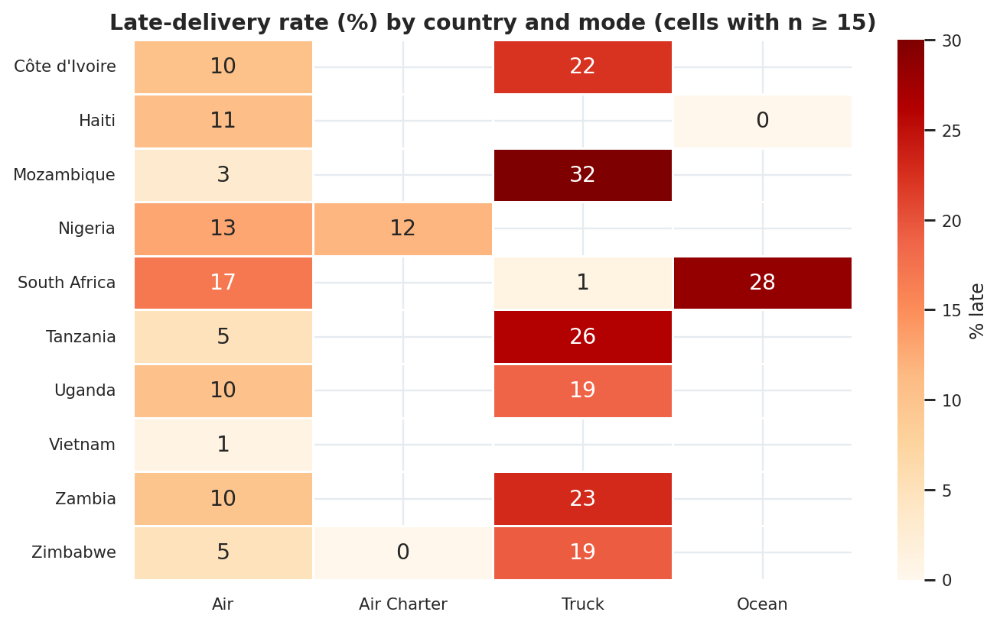 Late-delivery rate (%) by country and mode (cells with n ≥ 15)
Côte d'Ivoire 10 22
Haiti 11 0
Mozambique 3 32
Nigeria 13 12
South Africa 17 1 28
Tanzania 5 26
Uganda 10 19
Vietnam 1
Zambia 10 23
Zimbabwe 5 0 19
Air Air Charter Truck Ocean
30
25
20
15
10
5
0
% late